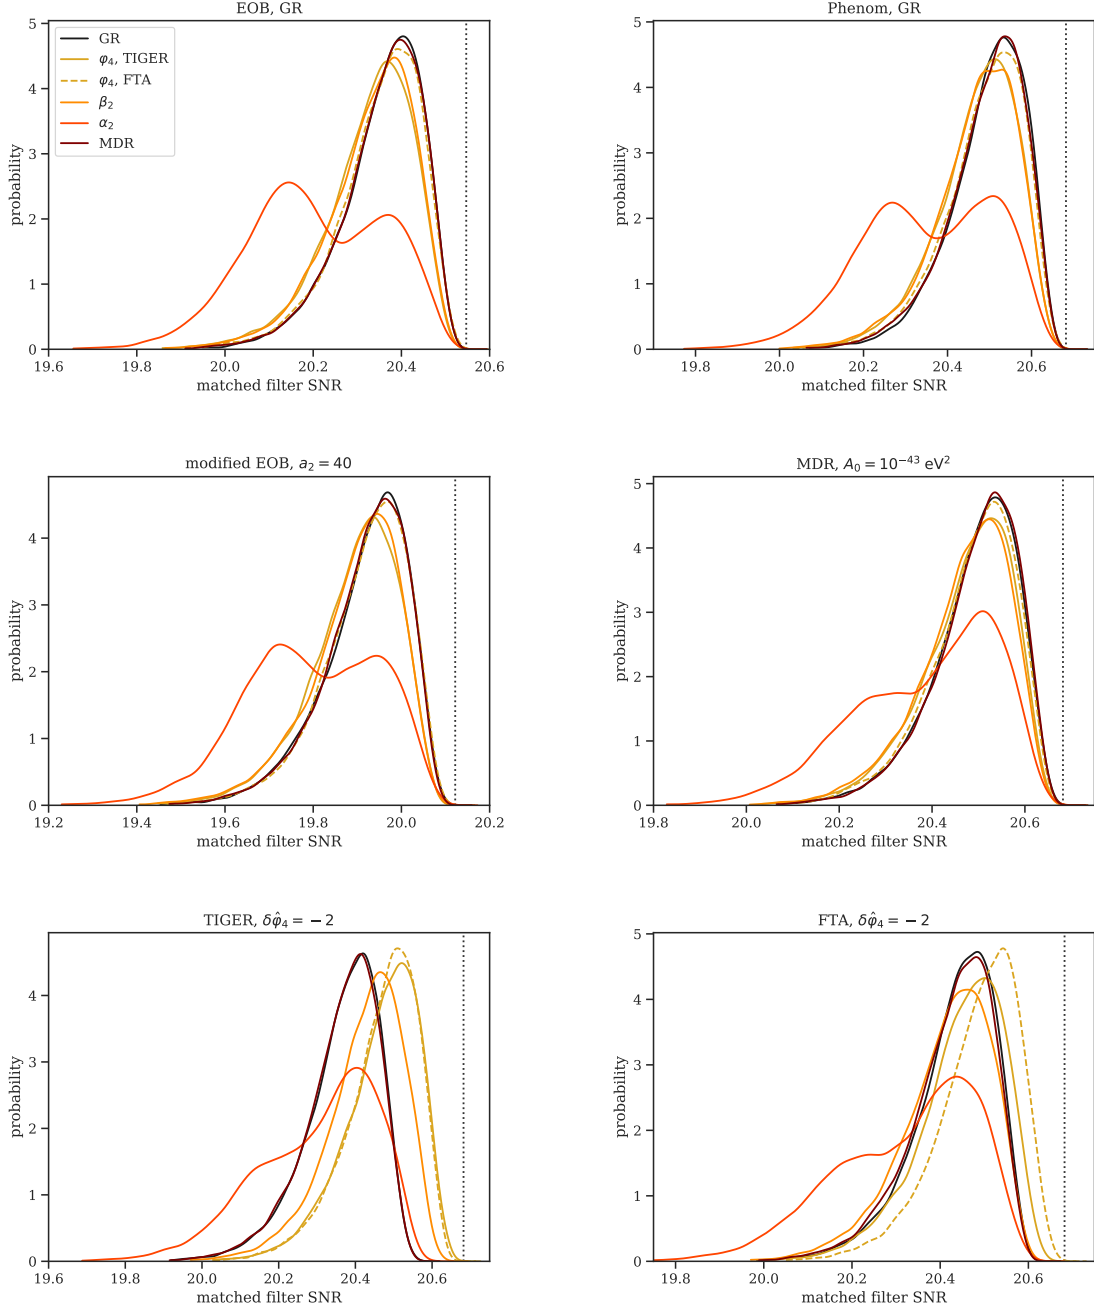 EOB, GR
probability
5
4
3
2
1
0
GR
φ₄, TIGER
φ₄, FTA
β₂
α₂
MDR
19.6 19.8 20.0 20.2 20.4 20.6
matched filter SNR
Phenom, GR
probability
5
4
3
2
1
0
19.8 20.0 20.2 20.4 20.6
matched filter SNR
modified EOB, a₂ = 40
probability
4
3
2
1
0
19.2 19.4 19.6 19.8 20.0 20.2
matched filter SNR
MDR, A₀ = 10⁻⁴³ eV²
probability
5
4
3
2
1
0
19.8 20.0 20.2 20.4 20.6
matched filter SNR
TIGER, δφ̂₄ = −2
probability
4
3
2
1
0
19.6 19.8 20.0 20.2 20.4 20.6
matched filter SNR
FTA, δφ̂₄ = −2
probability
5
4
3
2
1
0
19.8 20.0 20.2 20.4 20.6
matched filter SNR